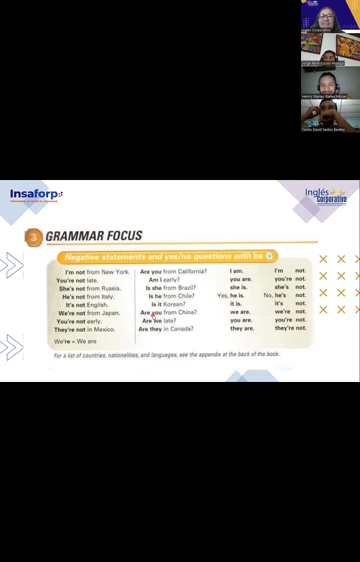 Insaforp
Inglés
Corporativo
3 GRAMMAR FOCUS
Negative statements and yes/no questions with be
I'm not from New York. Are you from California? I am. I'm not.
You're not late. Am I early? you are. you're not.
She's not from Russia. Is she from Brazil? she is. she's not.
He's not from Italy. Is he from Chile? Yes, he is. No, he's not.
It's not English. Is it Korean? it is. it's not.
We're not from Japan. Are you from China? we are. we're not.
You're not early. Are we late? you are. you're not.
They're not in Mexico. Are they in Canada? they are. they're not.
We're = We are
For a list of countries, nationalities, and languages, see the appendix at the back of the book.